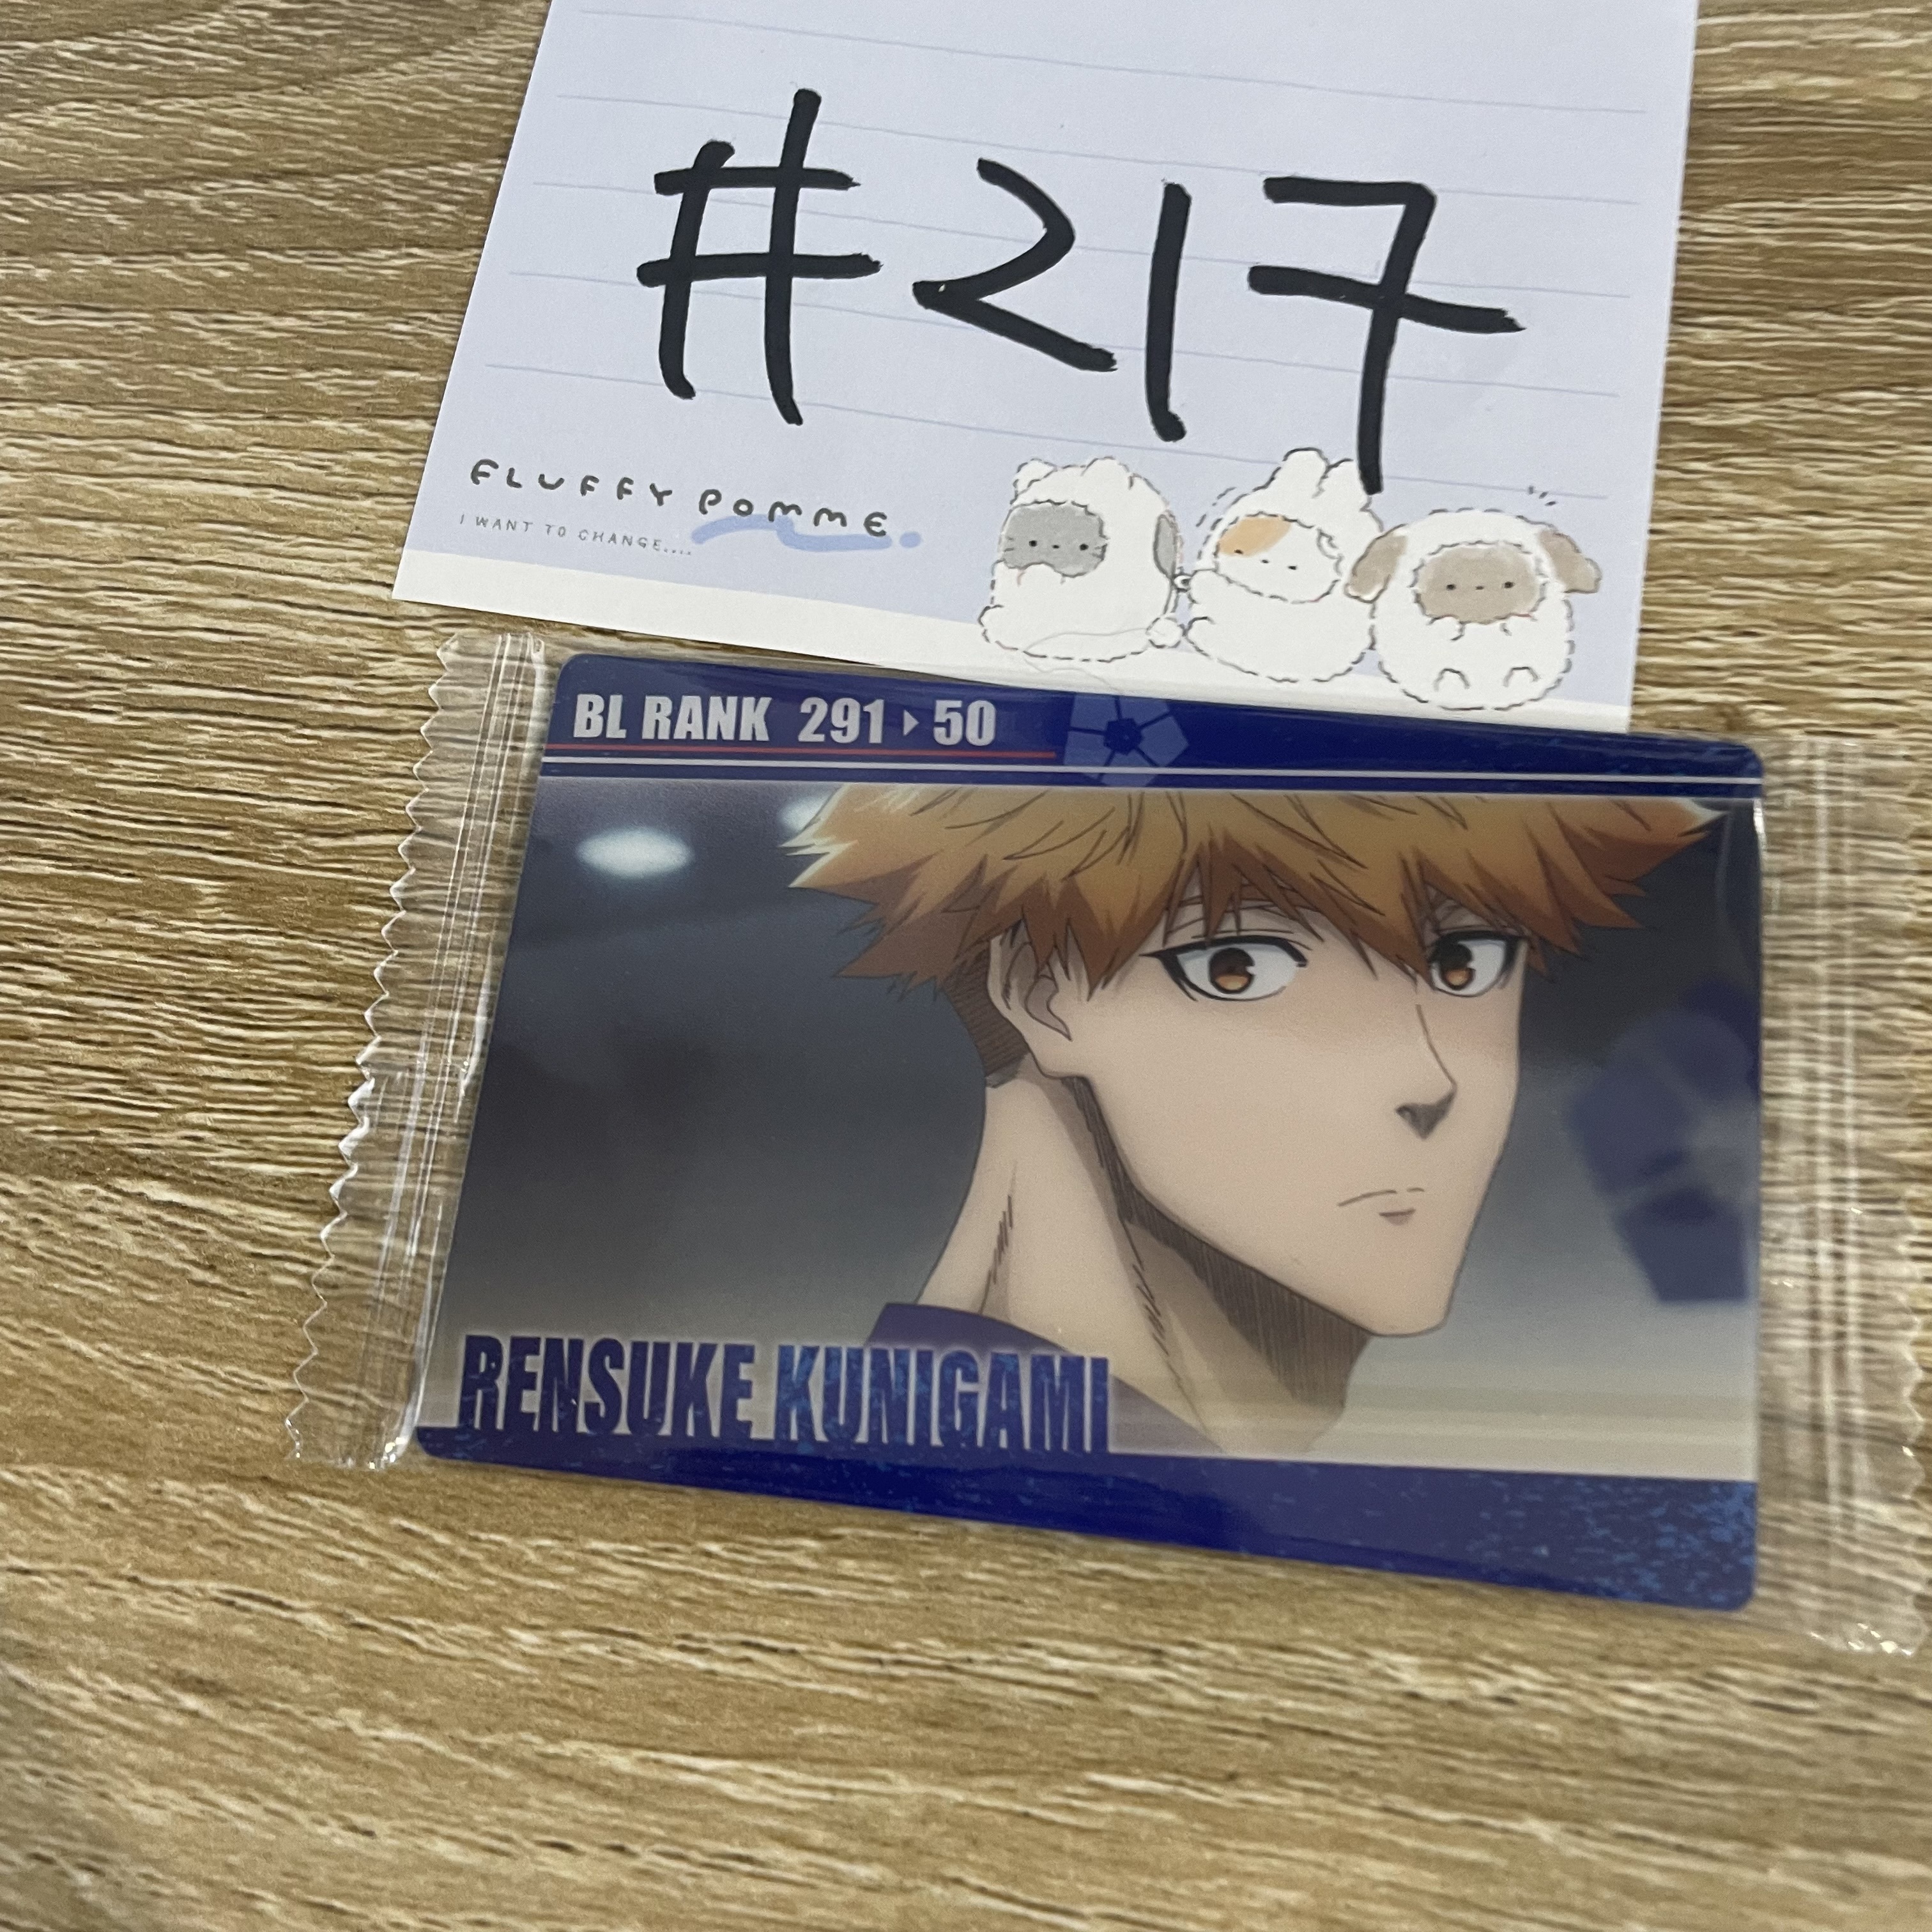 #217
FLUFFY POMME.
I WANT TO CHANGE....
BL RANK 291▸50
RENSUKE KUNIGAMI